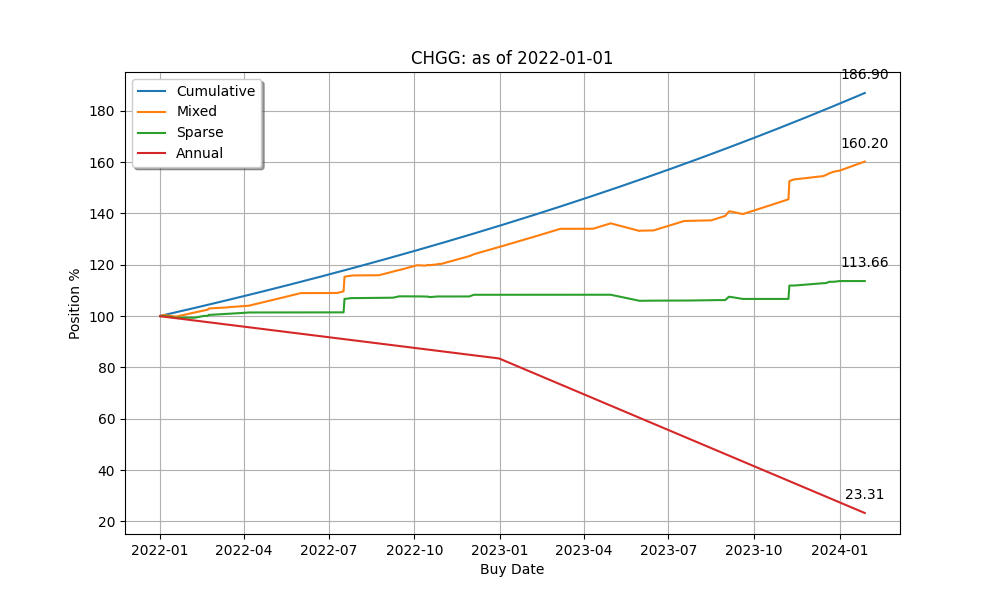 CHGG: as of 2022-01-01
186.90
Cumulative
Mixed
Sparse
Annual
180
160
140
120
100
80
60
40
20
160.20
113.66
23.31
Position %
2022-01 2022-04 2022-07 2022-10 2023-01 2023-04 2023-07 2023-10 2024-01
Buy Date